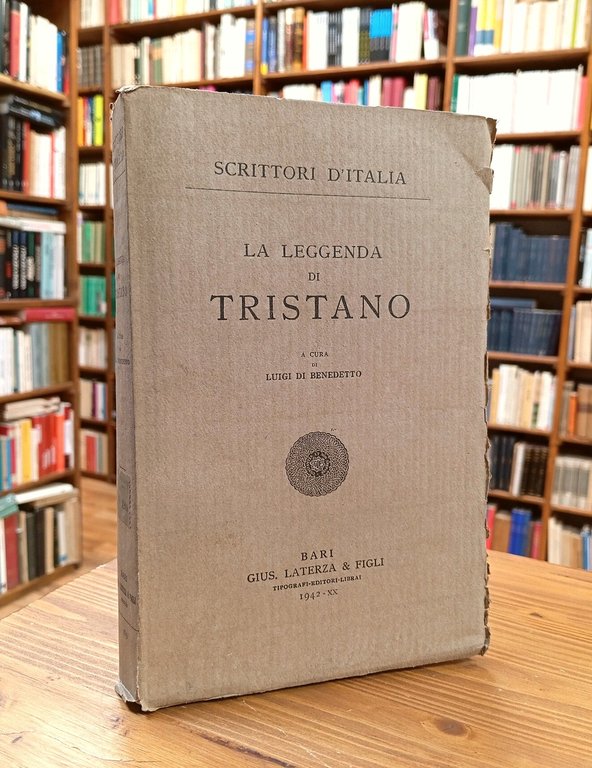 SCRITTORI D'ITALIA
LA LEGGENDA
DI
TRISTANO
A CURA
DI
LUIGI DI BENEDETTO
BARI
GIUS. LATERZA & FIGLI
TIPOGRAFI-EDITORI-LIBRAI
1942-XX